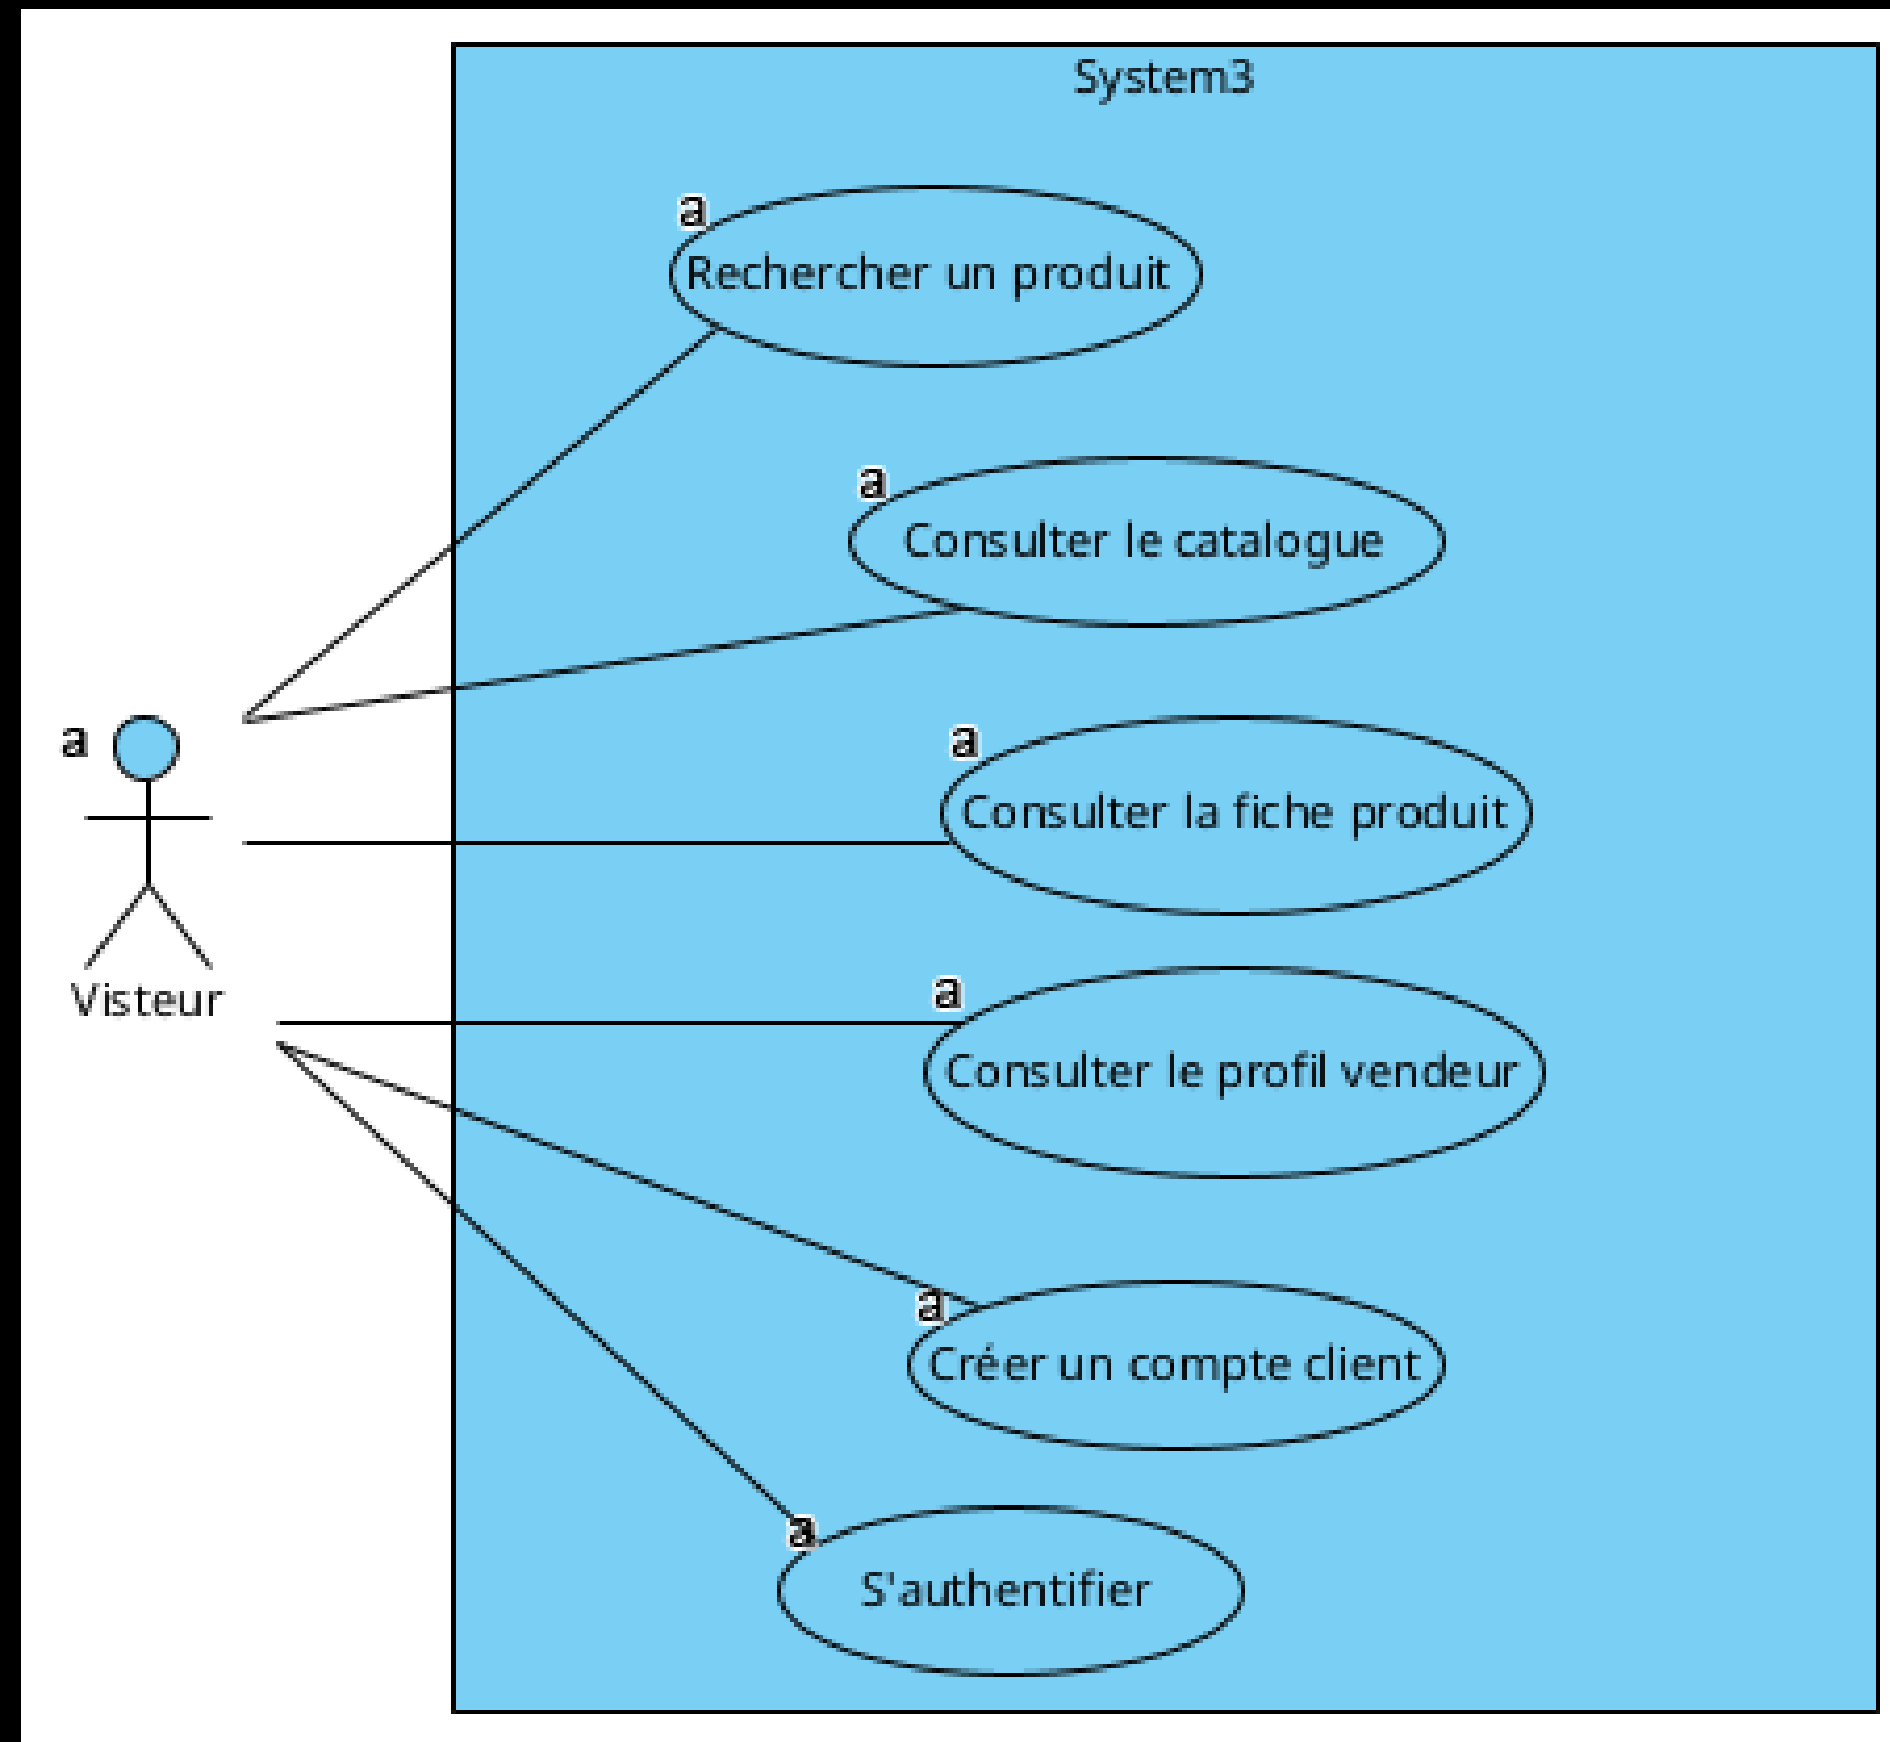 System3
a
Rechercher un produit
a
Consulter le catalogue
a
a
Consulter la fiche produit
a
Visteur
Consulter le profil vendeur
a
Créer un compte client
a
S'authentifier